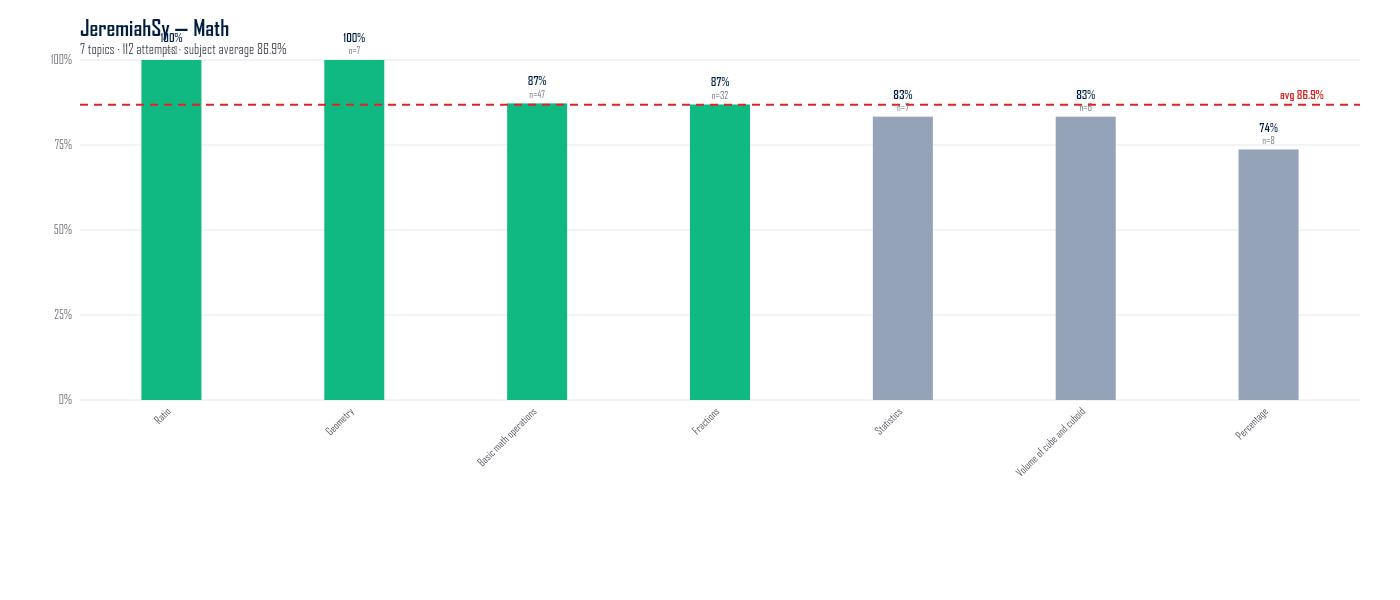 JeremiahSy — Math
7 topics · 112 attempts · subject average 86.9%
100%
100%
n=7
100%
87%
n=47
87%
n=32
83%
n=7
83%
n=6
avg 86.9%
74%
n=8
75%
50%
25%
0%
Ratio
Geometry
Basic math operations
Fractions
Statistics
Volume of cube and cuboid
Percentage